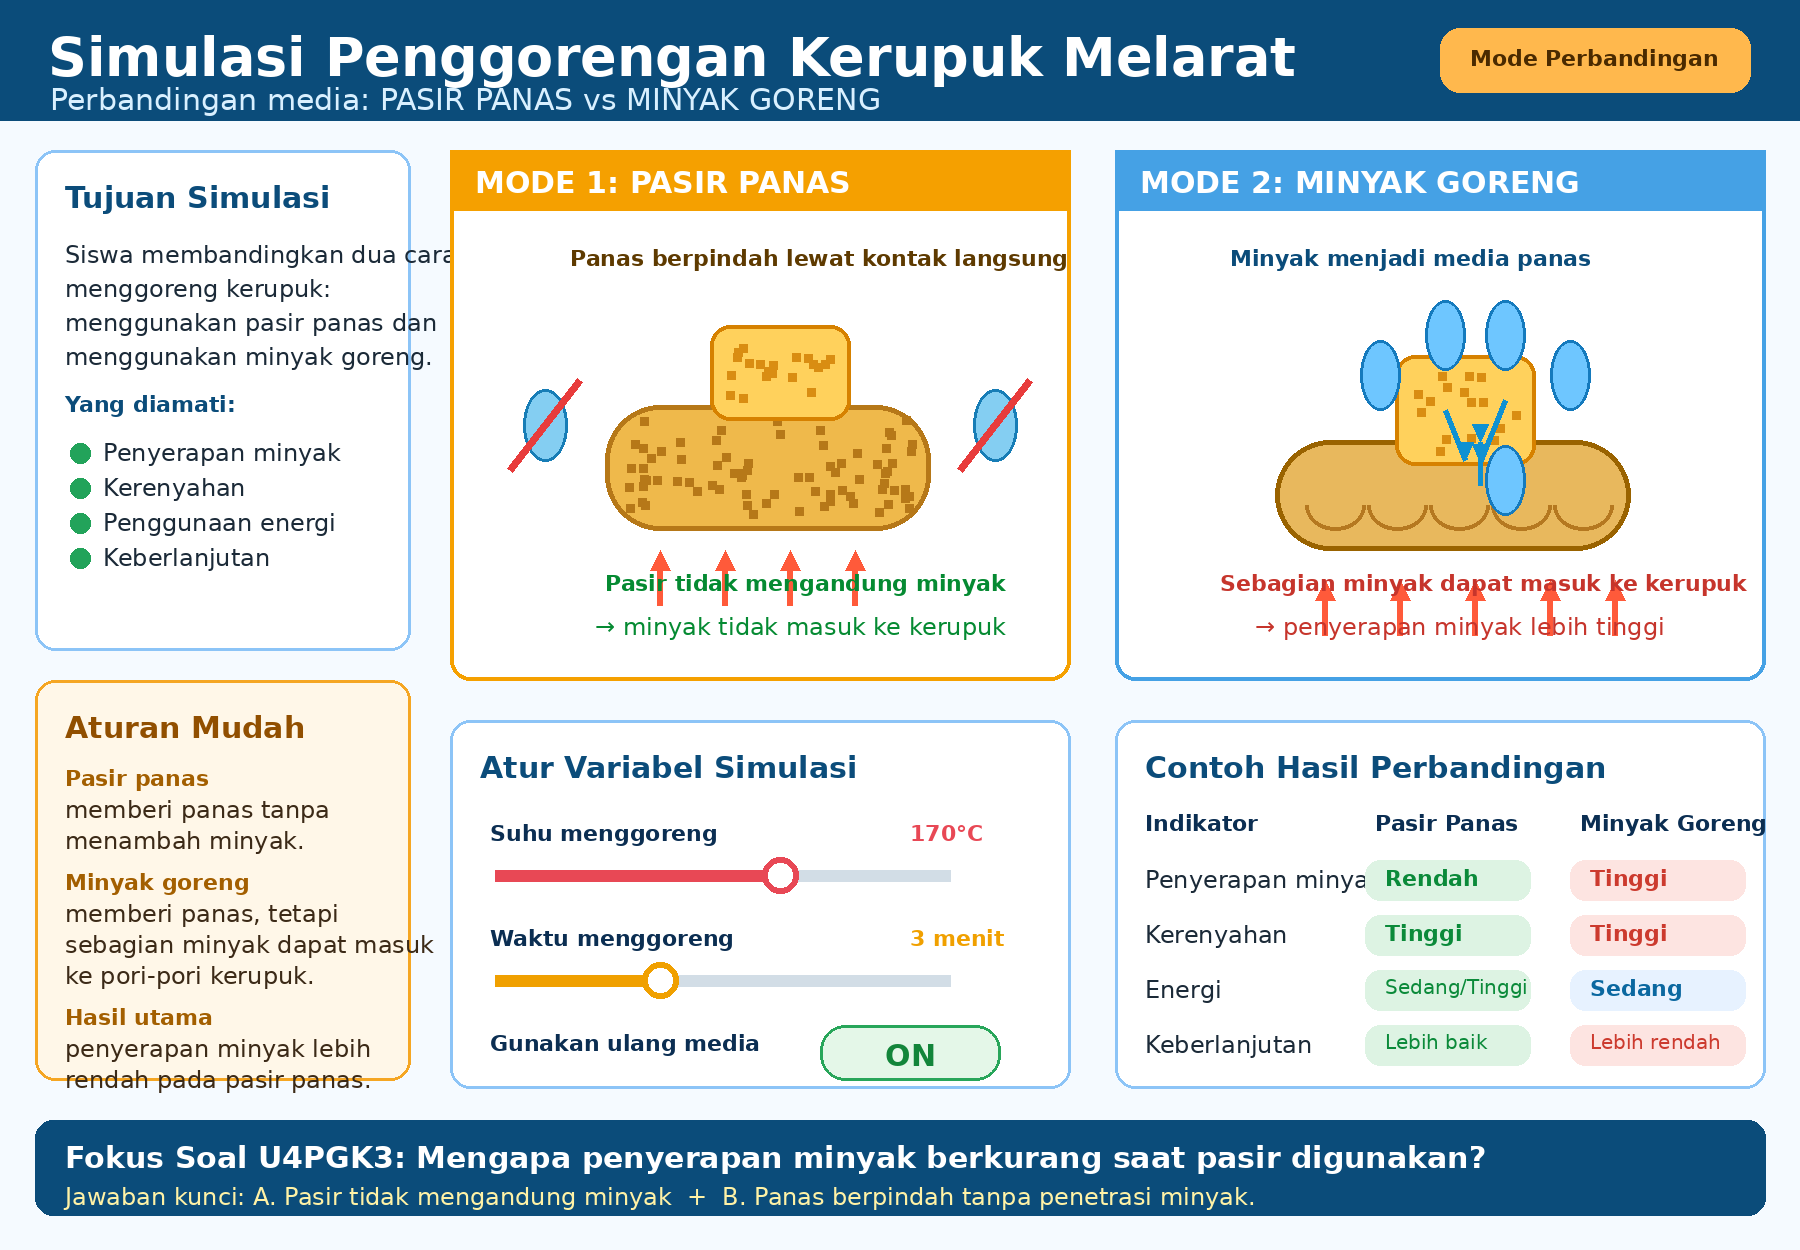 Simulasi Penggorengan Kerupuk Melarat
Perbandingan media: PASIR PANAS vs MINYAK GORENG
Mode Perbandingan
Tujuan Simulasi
Siswa membandingkan dua cara
menggoreng kerupuk:
menggunakan pasir panas dan
menggunakan minyak goreng.
Yang diamati:
Penyerapan minyak
Kerenyahan
Penggunaan energi
Keberlanjutan
MODE 1: PASIR PANAS
Panas berpindah lewat kontak langsung
Pasir tidak mengandung minyak
→ minyak tidak masuk ke kerupuk
MODE 2: MINYAK GORENG
Minyak menjadi media panas
Sebagian minyak dapat masuk ke kerupuk
→ penyerapan minyak lebih tinggi
Aturan Mudah
Pasir panas
memberi panas tanpa
menambah minyak.
Minyak goreng
memberi panas, tetapi
sebagian minyak dapat masuk
ke pori-pori kerupuk.
Hasil utama
penyerapan minyak lebih
rendah pada pasir panas.
Atur Variabel Simulasi
Suhu menggoreng 170°C
Waktu menggoreng 3 menit
Gunakan ulang media ON
Contoh Hasil Perbandingan
Indikator Pasir Panas Minyak Goreng
Penyerapan minya Rendah Tinggi
Kerenyahan Tinggi Tinggi
Energi Sedang/Tinggi Sedang
Keberlanjutan Lebih baik Lebih rendah
Fokus Soal U4PGK3: Mengapa penyerapan minyak berkurang saat pasir digunakan?
Jawaban kunci: A. Pasir tidak mengandung minyak + B. Panas berpindah tanpa penetrasi minyak.